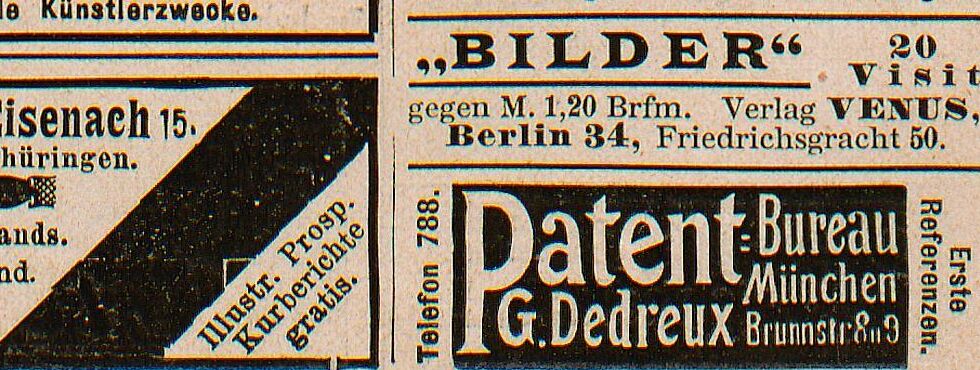 Künstlerzwecke.
Eisenach 15.
hüringen.
ands.
nd.
Illustr. Prosp.
Kurberichte
gratis.
„BILDER“
20
Visit
gegen M. 1,20 Brfm. Verlag VENUS,
Berlin 34, Friedrichsgracht 50.
Telefon 788.
Patent-Bureau
München
G. Dedreux Brunnstr. 8 u 9
Erste
Referenzen.